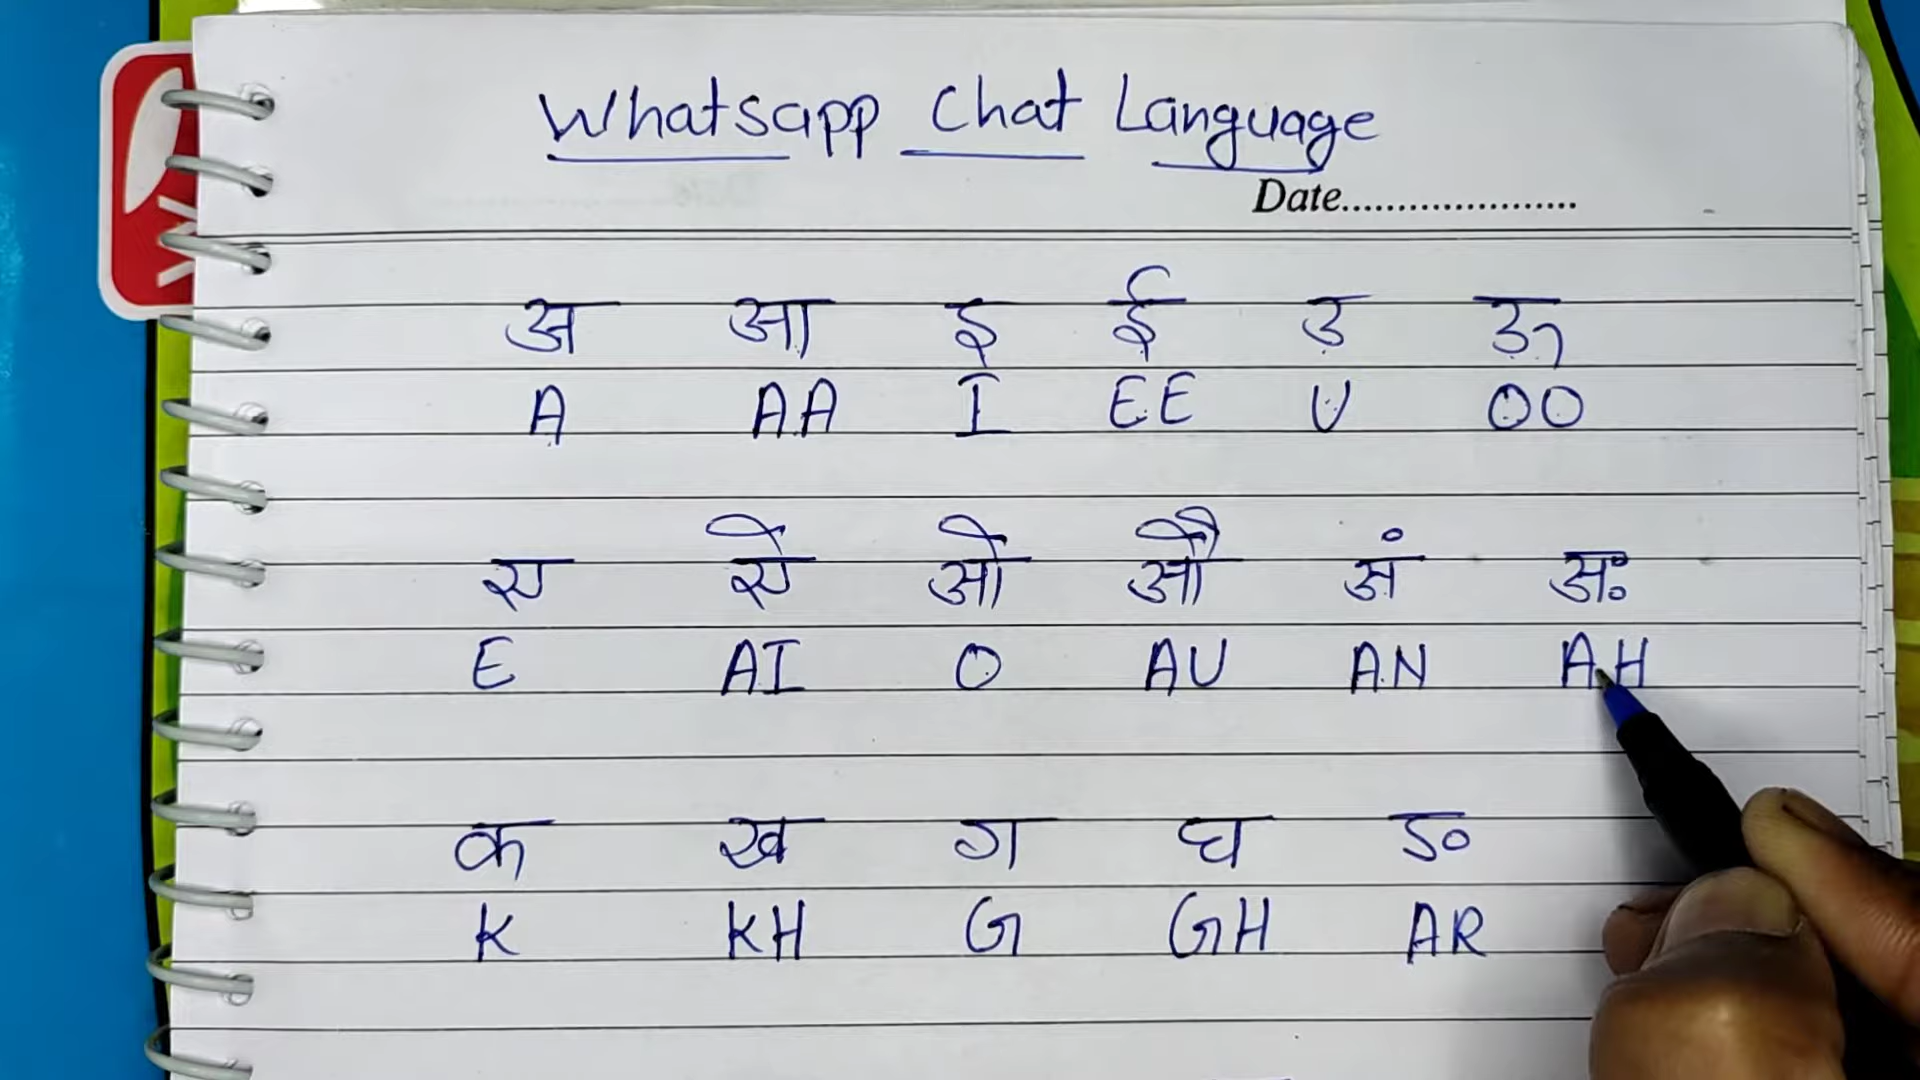 Whatsapp Chat Language
Date.....................
अ आ इ ई उ ऊ
A AA I EE U OO
ए ऐ ओ औ अं अः
E AI O AU AN AH
क ख ग घ ङ
K KH G GH AR